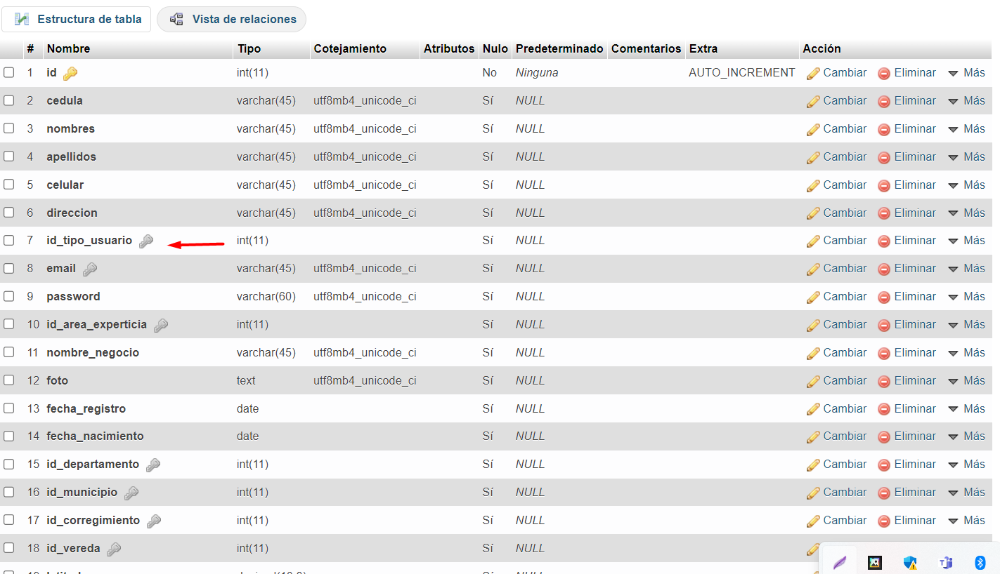 Estructura de tabla Vista de relaciones
# Nombre Tipo Cotejamiento Atributos Nulo Predeterminado Comentarios Extra Acción
1 id int(11) No Ninguna AUTO_INCREMENT Cambiar Eliminar Más
2 cedula varchar(45) utf8mb4_unicode_ci Sí NULL Cambiar Eliminar Más
3 nombres varchar(45) utf8mb4_unicode_ci Sí NULL Cambiar Eliminar Más
4 apellidos varchar(45) utf8mb4_unicode_ci Sí NULL Cambiar Eliminar Más
5 celular varchar(45) utf8mb4_unicode_ci Sí NULL Cambiar Eliminar Más
6 direccion varchar(45) utf8mb4_unicode_ci Sí NULL Cambiar Eliminar Más
7 id_tipo_usuario int(11) Sí NULL Cambiar Eliminar Más
8 email varchar(45) utf8mb4_unicode_ci Sí NULL Cambiar Eliminar Más
9 password varchar(60) utf8mb4_unicode_ci Sí NULL Cambiar Eliminar Más
10 id_area_experticia int(11) Sí NULL Cambiar Eliminar Más
11 nombre_negocio varchar(45) utf8mb4_unicode_ci Sí NULL Cambiar Eliminar Más
12 foto text utf8mb4_unicode_ci Sí NULL Cambiar Eliminar Más
13 fecha_registro date Sí NULL Cambiar Eliminar Más
14 fecha_nacimiento date Sí NULL Cambiar Eliminar Más
15 id_departamento int(11) Sí NULL Cambiar Eliminar Más
16 id_municipio int(11) Sí NULL Cambiar Eliminar Más
17 id_corregimiento int(11) Sí NULL Cambiar Eliminar Más
18 id_vereda int(11) Sí NULL